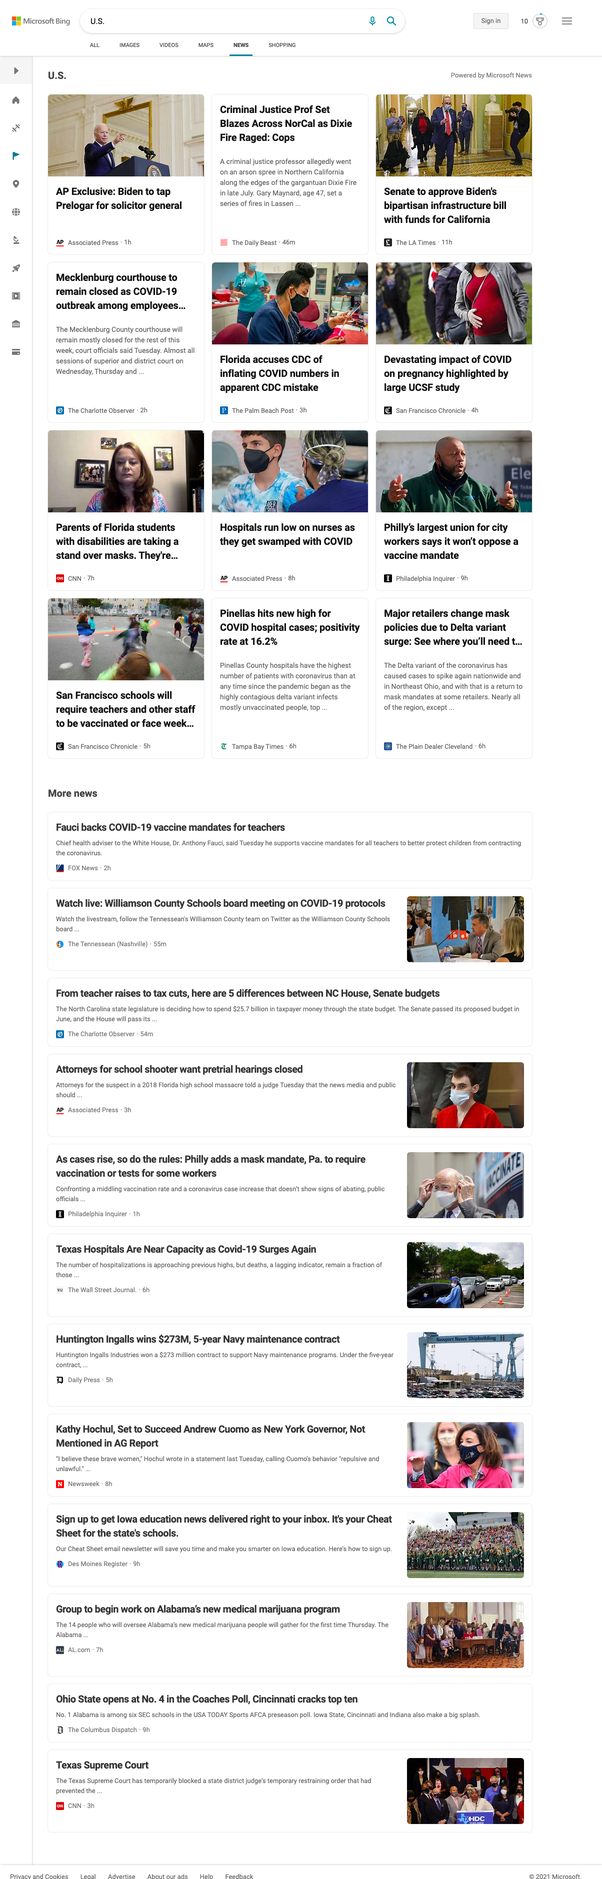 Microsoft Bing
U.S.
Sign in
10
ALL IMAGES VIDEOS MAPS NEWS SHOPPING
U.S.
Powered by Microsoft News
AP Exclusive: Biden to tap
Prelogar for solicitor general
AP Associated Press · 1h
Criminal Justice Prof Set
Blazes Across NorCal as Dixie
Fire Raged: Cops
A criminal justice professor allegedly went
on an arson spree in Northern California
along the edges of the gargantuan Dixie Fire
in late July. Gary Maynard, age 47, set a
series of fires in Lassen ...
The Daily Beast · 46m
Senate to approve Biden's
bipartisan infrastructure bill
with funds for California
The LA Times · 11h
Mecklenburg courthouse to
remain closed as COVID-19
outbreak among employees...
The Mecklenburg County courthouse will
remain mostly closed for the rest of this
week, court officials said Tuesday. Almost all
sessions of superior and district court on
Wednesday, Thursday and ...
The Charlotte Observer · 2h
Florida accuses CDC of
inflating COVID numbers in
apparent CDC mistake
The Palm Beach Post · 3h
Devastating impact of COVID
on pregnancy highlighted by
large UCSF study
San Francisco Chronicle · 4h
Parents of Florida students
with disabilities are taking a
stand over masks. They're...
CNN · 7h
Hospitals run low on nurses as
they get swamped with COVID
AP Associated Press · 8h
Philly's largest union for city
workers says it won't oppose a
vaccine mandate
Philadelphia Inquirer · 9h
San Francisco schools will
require teachers and other staff
to be vaccinated or face week...
San Francisco Chronicle · 5h
Pinellas hits new high for
COVID hospital cases; positivity
rate at 16.2%
Pinellas County hospitals have the highest
number of patients with coronavirus than at
any time since the pandemic began as the
highly contagious delta variant infects
mostly unvaccinated people, top ...
Tampa Bay Times · 6h
Major retailers change mask
policies due to Delta variant
surge: See where you'll need t...
The Delta variant of the coronavirus has
caused cases to spike again nationwide and
in Northeast Ohio, and with that is a return to
mask mandates at some retailers. Nearly all
of the region, except ...
The Plain Dealer Cleveland · 6h
More news
Fauci backs COVID-19 vaccine mandates for teachers
Chief health adviser to the White House, Dr. Anthony Fauci, said Tuesday he supports vaccine mandates for all teachers to better protect children from contracting
the coronavirus.
FOX News · 2h
Watch live: Williamson County Schools board meeting on COVID-19 protocols
Watch the livestream, follow the Tennessean's Williamson County team on Twitter as the Williamson County Schools
board ...
The Tennessean (Nashville) · 55m
From teacher raises to tax cuts, here are 5 differences between NC House, Senate budgets
The North Carolina state legislature is deciding how to spend $25.7 billion in taxpayer money through the state budget. The Senate passed its proposed budget in
June, and the House will pass its ...
The Charlotte Observer · 54m
Attorneys for school shooter want pretrial hearings closed
Attorneys for the suspect in a 2018 Florida high school massacre told a judge Tuesday that the news media and public
should ...
AP Associated Press · 3h
As cases rise, so do the rules: Philly adds a mask mandate, Pa. to require
vaccination or tests for some workers
Confronting a middling vaccination rate and a coronavirus case increase that doesn't show signs of abating, public
officials ...
Philadelphia Inquirer · 1h
VACCINATE
Texas Hospitals Are Near Capacity as Covid-19 Surges Again
The number of hospitalizations is approaching previous highs, but deaths, a lagging indicator, remain a fraction of
those ...
WSJ The Wall Street Journal. · 6h
Huntington Ingalls wins $273M, 5-year Navy maintenance contract
Huntington Ingalls Industries won a $273 million contract to support Navy maintenance programs. Under the five-year
contract, ...
Daily Press · 5h
Newport News Shipbuilding
Kathy Hochul, Set to Succeed Andrew Cuomo as New York Governor, Not
Mentioned in AG Report
"I believe these brave women," Hochul wrote in a statement last Tuesday, calling Cuomo's behavior "repulsive and
unlawful." ...
N Newsweek · 8h
Sign up to get Iowa education news delivered right to your inbox. It's your Cheat
Sheet for the state's schools.
Our Cheat Sheet email newsletter will save you time and make you smarter on Iowa education. Here's how to sign up.
Des Moines Register · 9h
Group to begin work on Alabama's new medical marijuana program
The 14 people who will oversee Alabama's new medical marijuana people will gather for the first time Thursday. The
Alabama ...
AL.com · 7h
Ohio State opens at No. 4 in the Coaches Poll, Cincinnati cracks top ten
No. 1 Alabama is among six SEC schools in the USA TODAY Sports AFCA preseason poll. Iowa State, Cincinnati and Indiana also make a big splash.
The Columbus Dispatch · 9h
Texas Supreme Court
The Texas Supreme Court has temporarily blocked a state district judge's temporary restraining order that had
prevented the ...
CNN · 3h
HDC
Privacy and Cookies Legal Advertise About our ads Help Feedback
© 2021 Microsoft